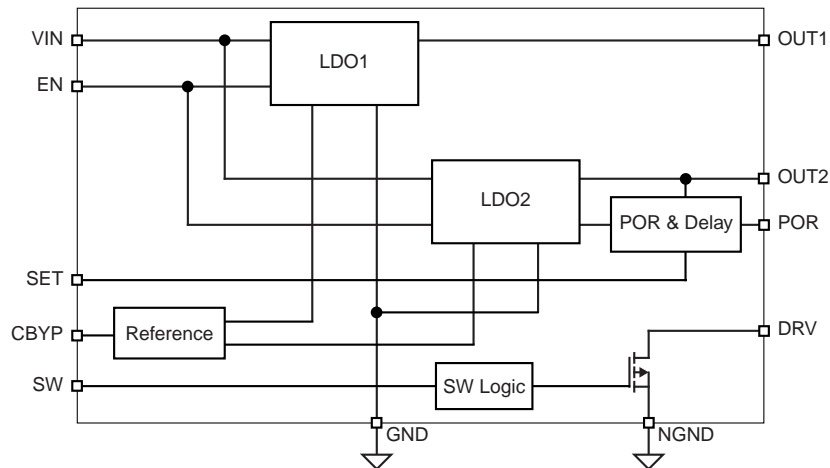 VIN
LDO1
OUT1
EN
LDO2
OUT2
POR & Delay
POR
SET
CBYP
Reference
DRV
SW
SW Logic
GND
NGND